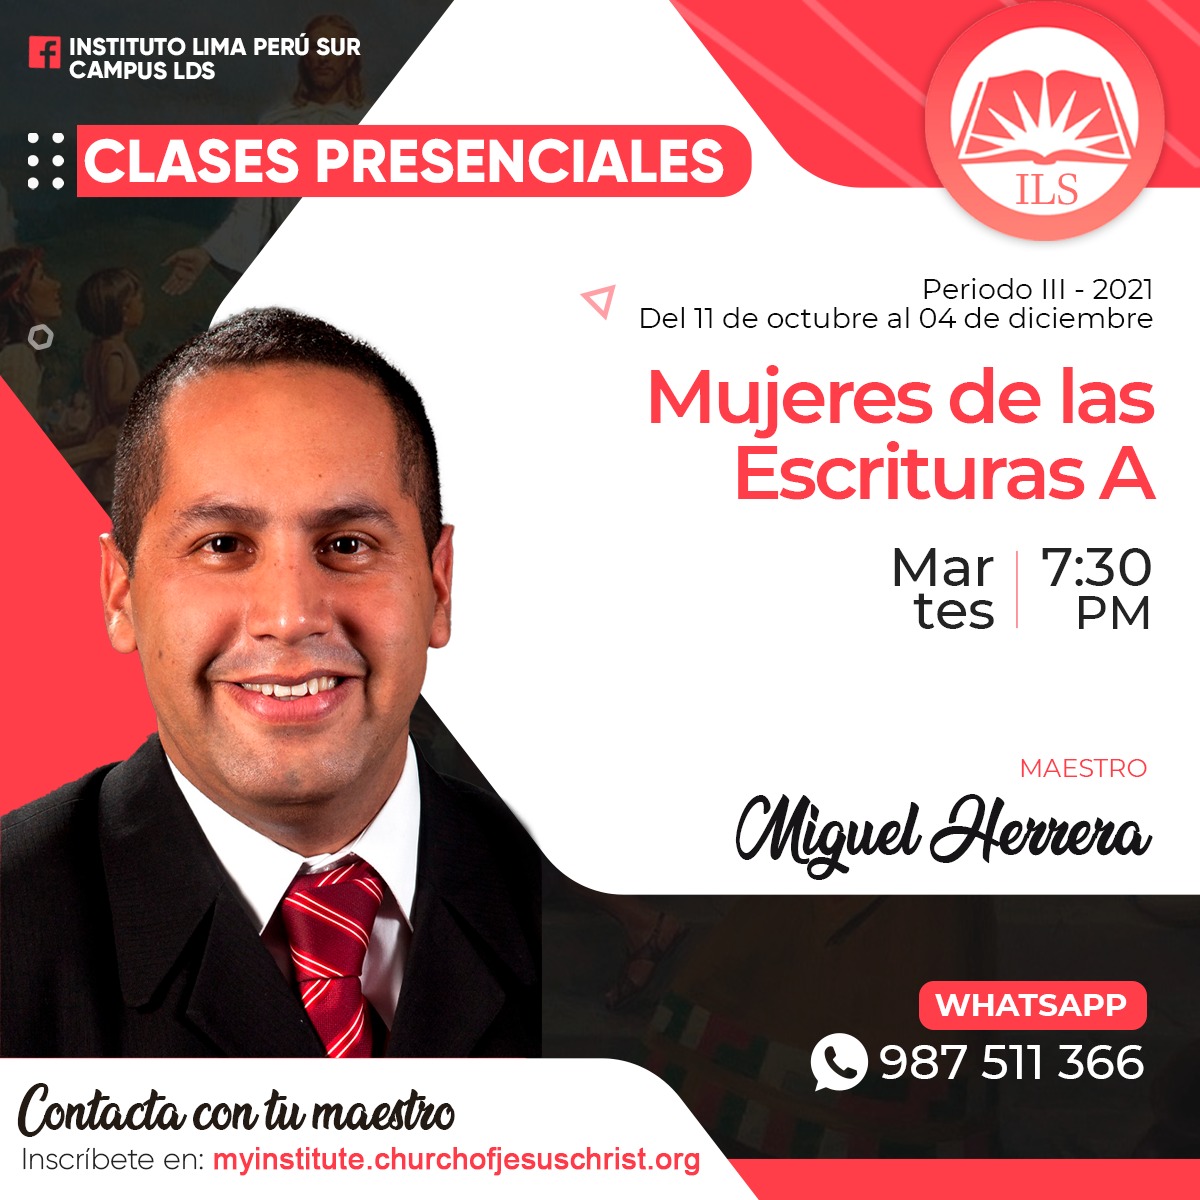 INSTITUTO LIMA PERÚ SUR
CAMPUS LDS
CLASES PRESENCIALES
ILS
Periodo III - 2021
Del 11 de octubre al 04 de diciembre
Mujeres de las
Escrituras A
Mar
tes
7:30
PM
MAESTRO
Miguel Herrera
WHATSAPP
987 511 366
Contacta con tu maestro
Inscríbete en: myinstitute.churchofjesuschrist.org